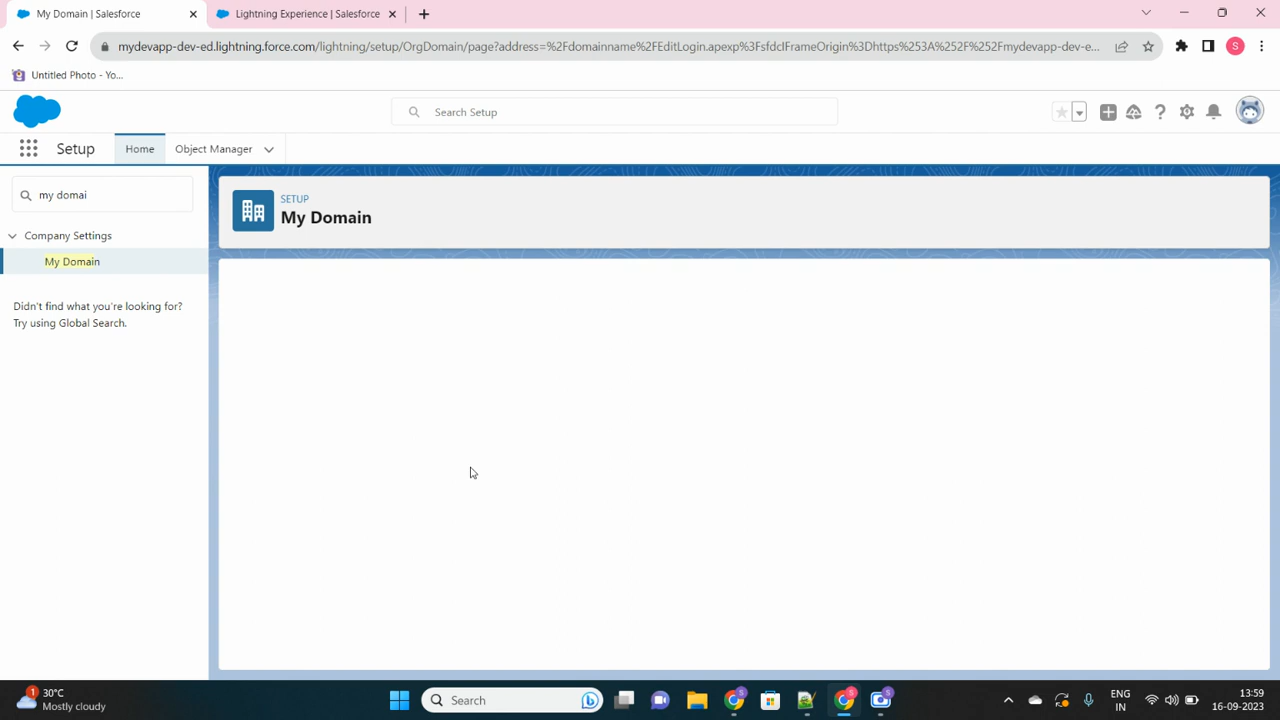 My Domain | Salesforce
Lightning Experience | Salesforce
mydevapp-dev-ed.lightning.force.com/lightning/setup/OrgDomain/page?address=%2Fdomainname%2FEditLogin.apexp%3FsfdcIFrameOrigin%3Dhttps%253A%252F%252Fmydevapp-dev-e...
S
Untitled Photo - Yo...
Search Setup
Setup
Home
Object Manager
my domai
SETUP
My Domain
Company Settings
My Domain
Didn't find what you're looking for?
Try using Global Search.
1
30°C
Mostly cloudy
Search
S
S
S
ENG
IN
13:59
16-09-2023